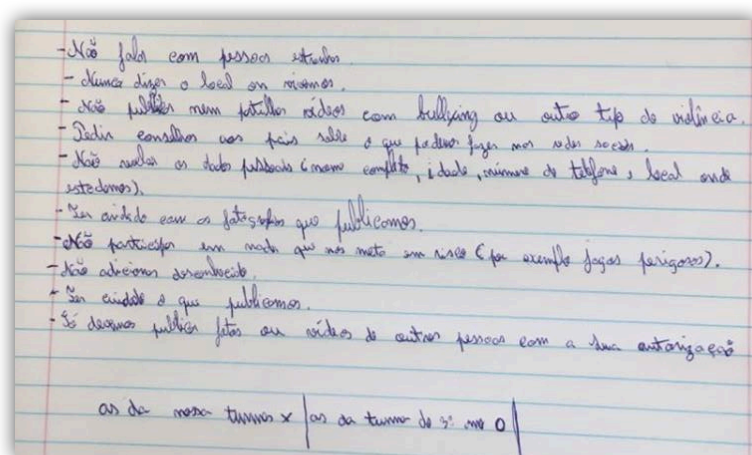 - Não falar com pessoas estranhas.
- Nunca dizer o local on vivemos.
- Não publicar nem partilhar vídeos com bullying ou outro tipo de violência.
- Pedir conselhos aos pais sobre o que podemos fazer nas redes sociais.
- Não revelar os dados pessoais (nome completo, idade, número de telefone, local onde
estudamos).
- Ter cuidado com as fotografias que publicamos.
- Não participar em nada que nos meta em risco (por exemplo jogos perigosos).
- Não adicionar desconhecido.
- Ter cuidado o que publicamos.
- Só devemos publicar fotos ou vídeos de outras pessoas com a sua autorização
as da nossa turma x | as da turma do 3º ano O |